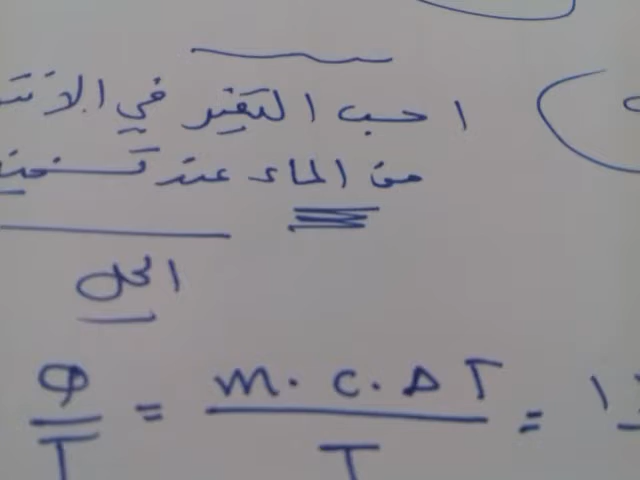 احسب التغير في الانت
من الماء عند تسخين
الحل
Q/T = m.c.ΔT/T = 1